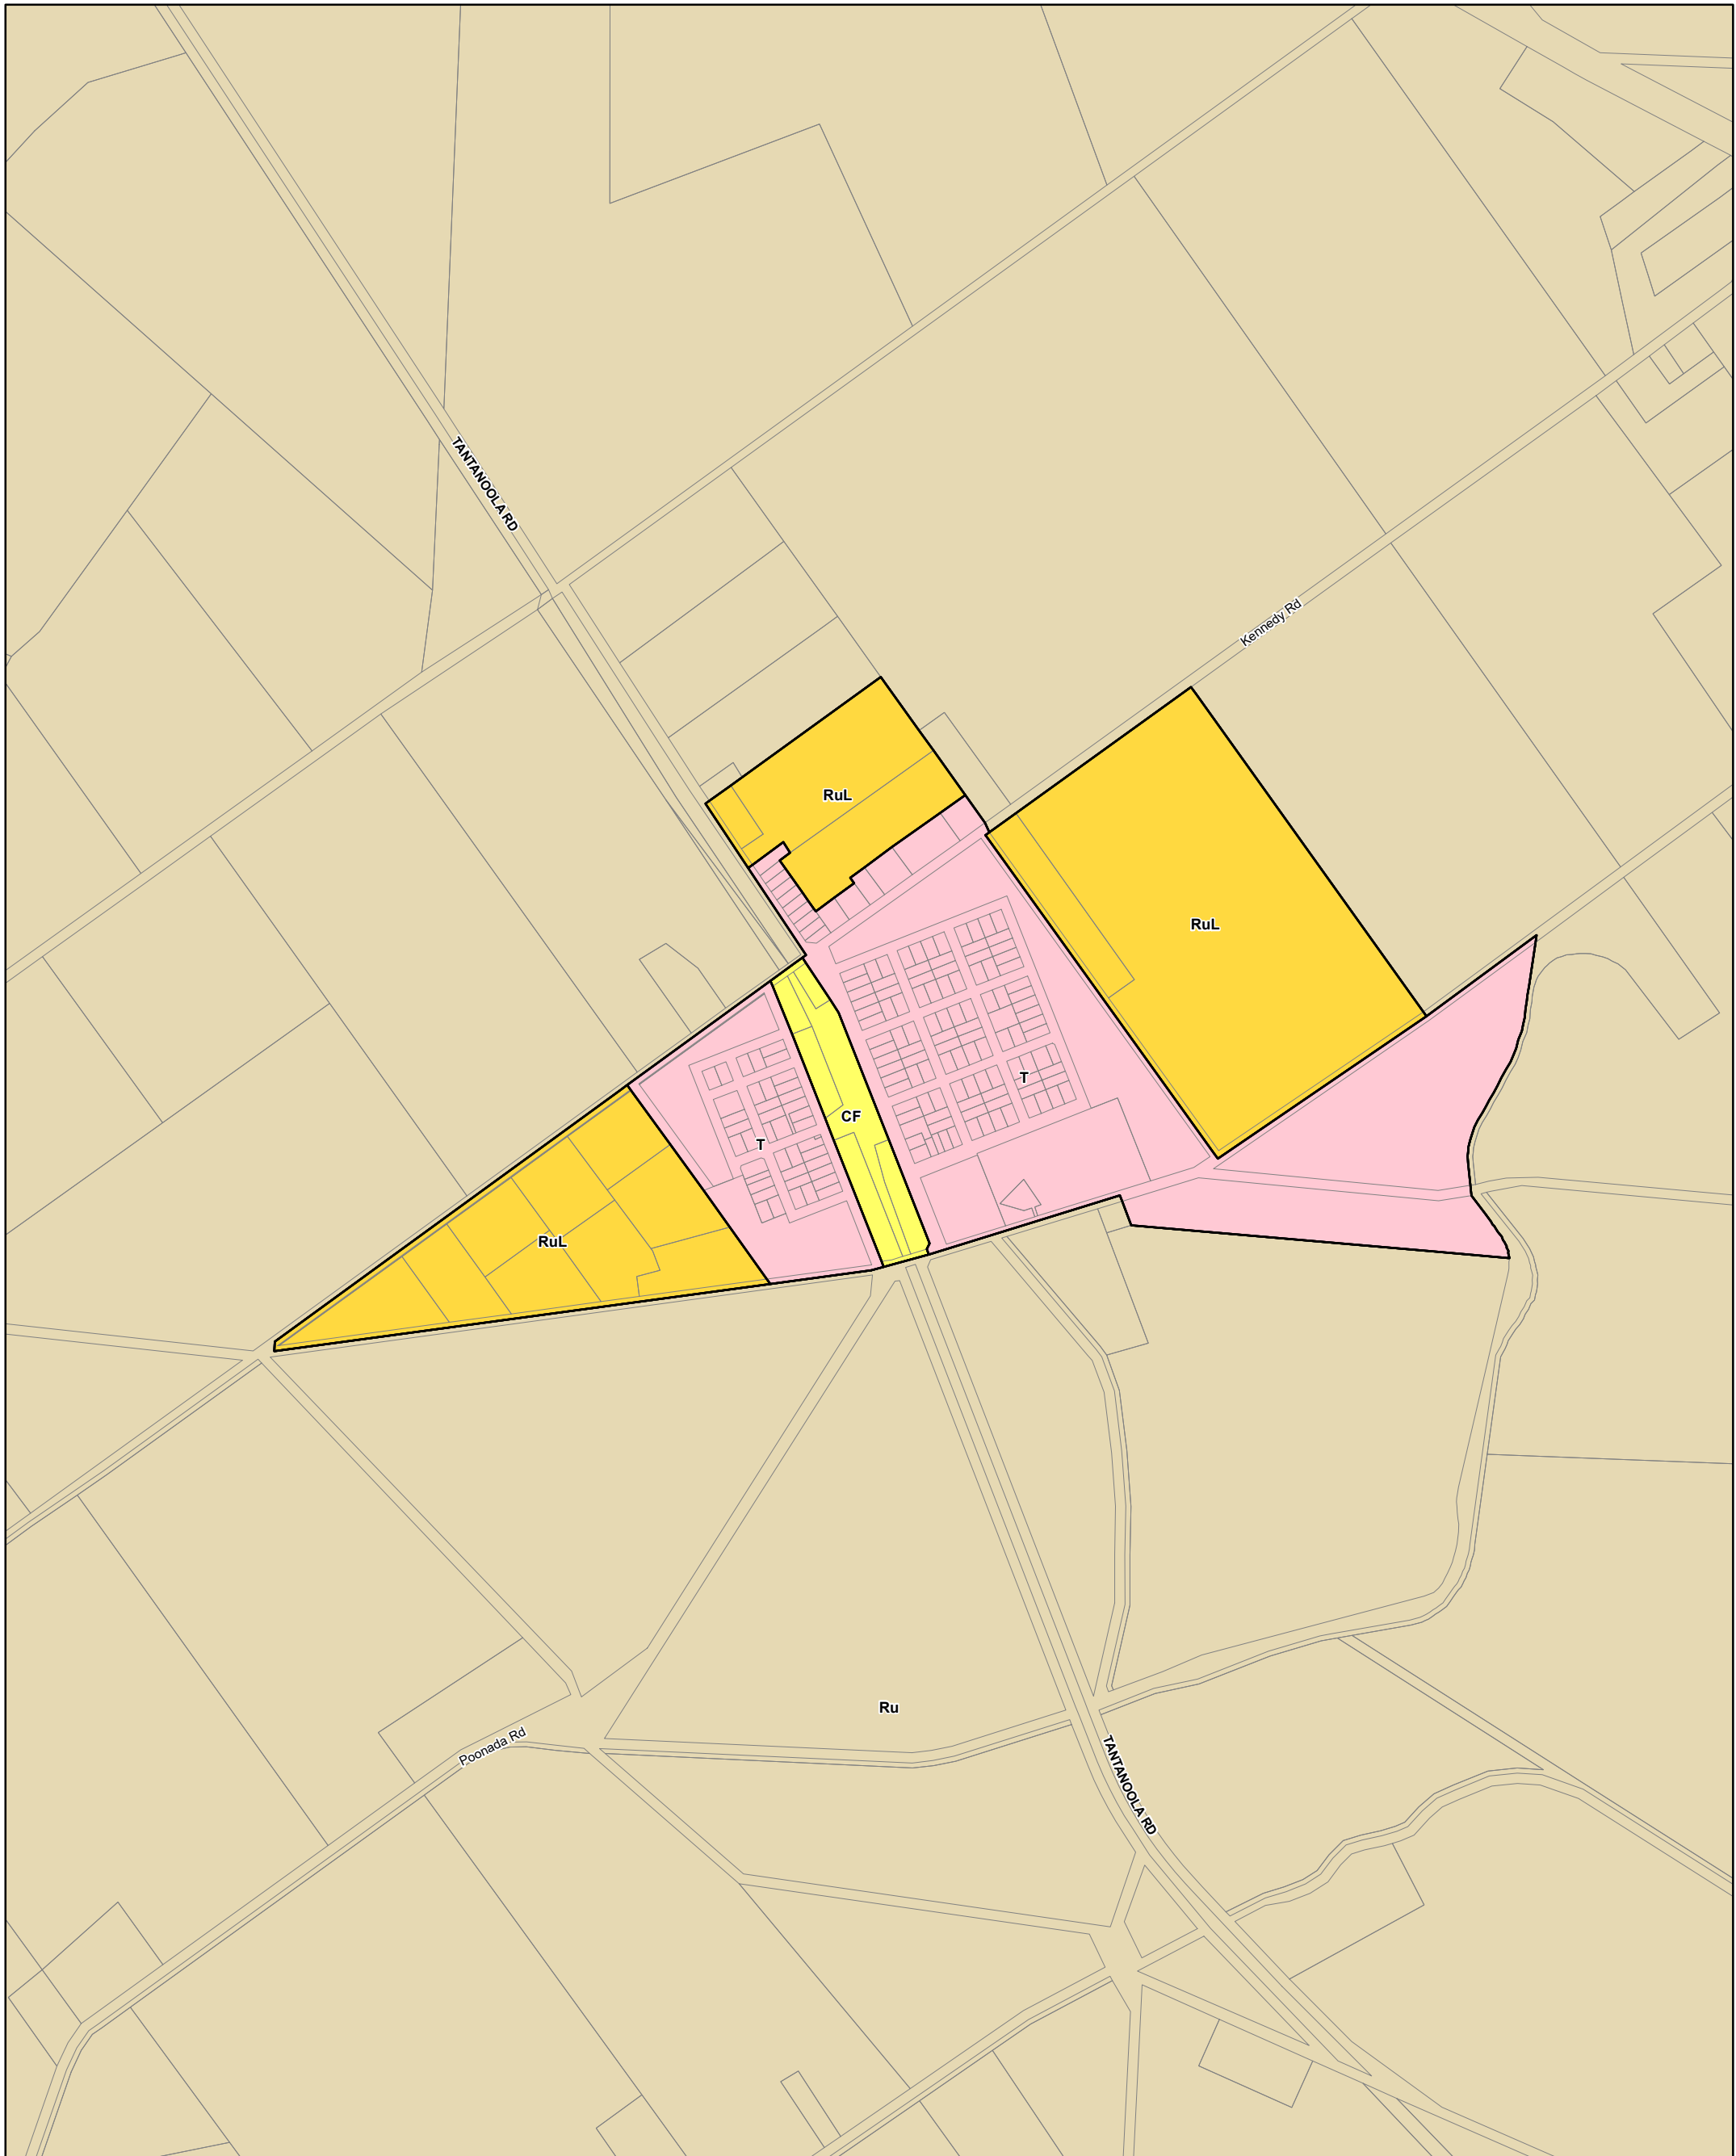 TANTANOOLA RD
Kennedy Rd
RuL
RuL
T
CF
T
RuL
Ru
Poonada Rd
TANTANOOLA RD